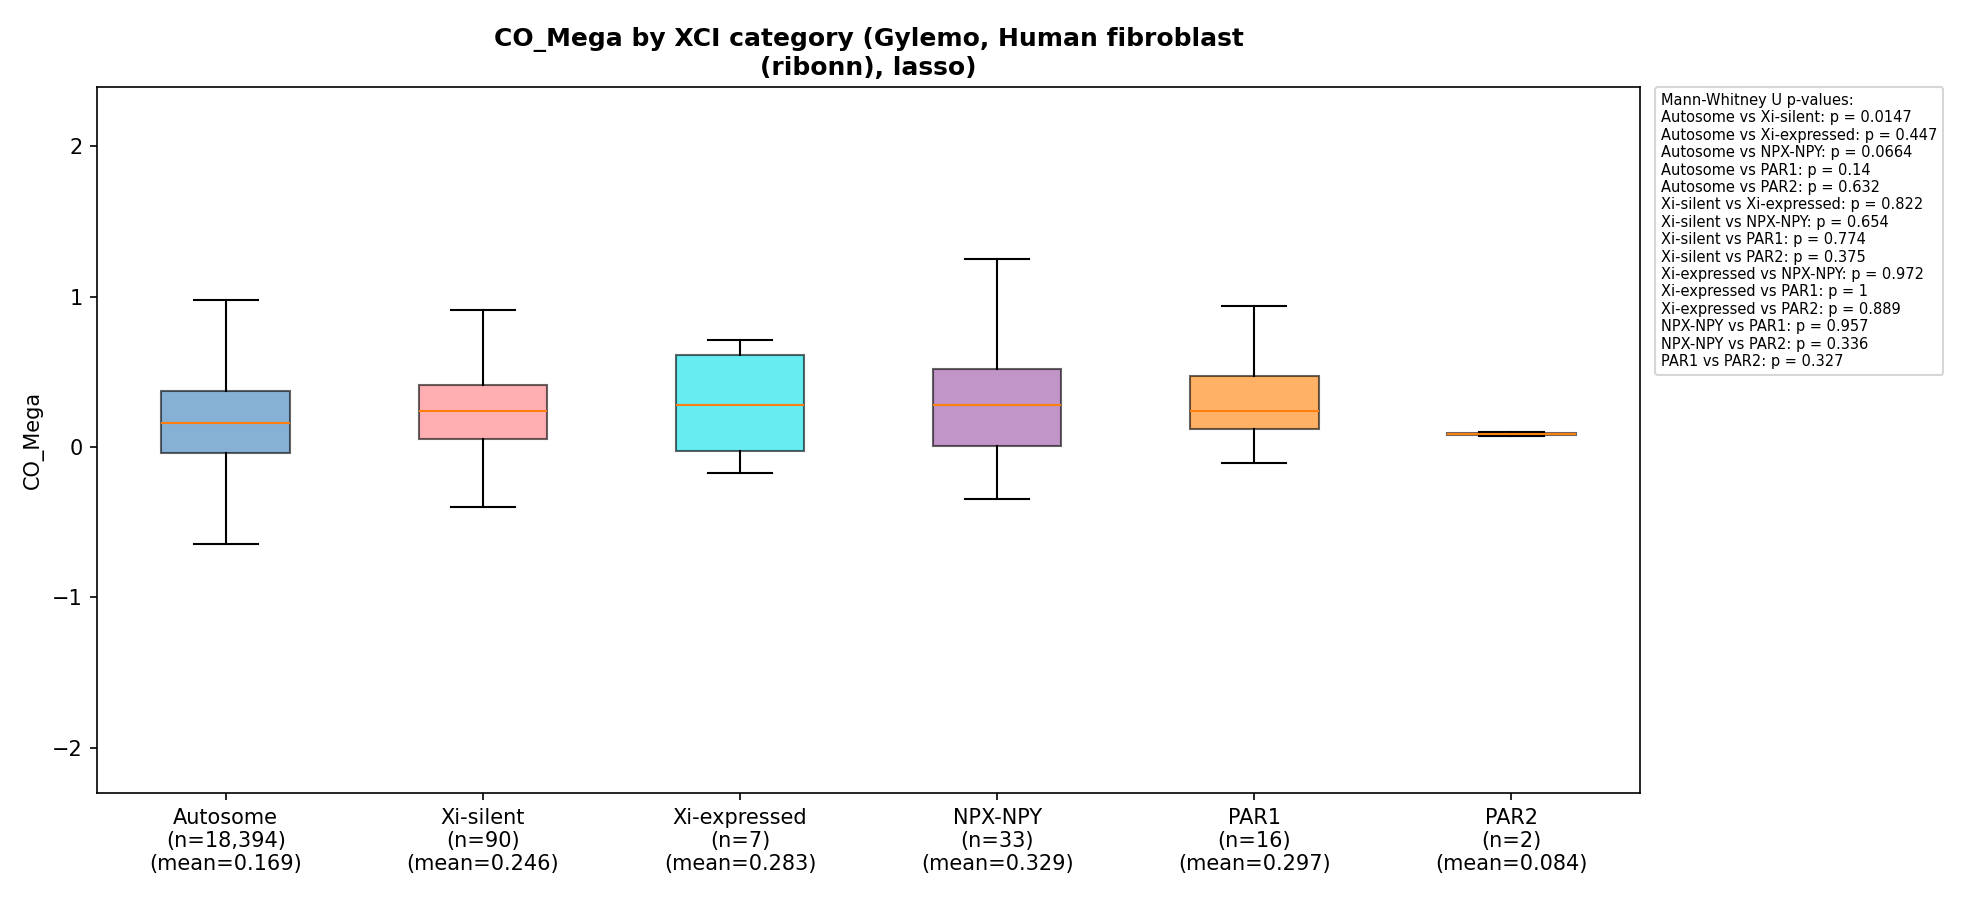 CO_Mega by XCI category (Gylemo, Human fibroblast
(ribonn), lasso)
CO_Mega
2
1
0
−1
−2
Autosome
(n=18,394)
(mean=0.169)
Xi-silent
(n=90)
(mean=0.246)
Xi-expressed
(n=7)
(mean=0.283)
NPX-NPY
(n=33)
(mean=0.329)
PAR1
(n=16)
(mean=0.297)
PAR2
(n=2)
(mean=0.084)
Mann-Whitney U p-values:
Autosome vs Xi-silent: p = 0.0147
Autosome vs Xi-expressed: p = 0.447
Autosome vs NPX-NPY: p = 0.0664
Autosome vs PAR1: p = 0.14
Autosome vs PAR2: p = 0.632
Xi-silent vs Xi-expressed: p = 0.822
Xi-silent vs NPX-NPY: p = 0.654
Xi-silent vs PAR1: p = 0.774
Xi-silent vs PAR2: p = 0.375
Xi-expressed vs NPX-NPY: p = 0.972
Xi-expressed vs PAR1: p = 1
Xi-expressed vs PAR2: p = 0.889
NPX-NPY vs PAR1: p = 0.957
NPX-NPY vs PAR2: p = 0.336
PAR1 vs PAR2: p = 0.327